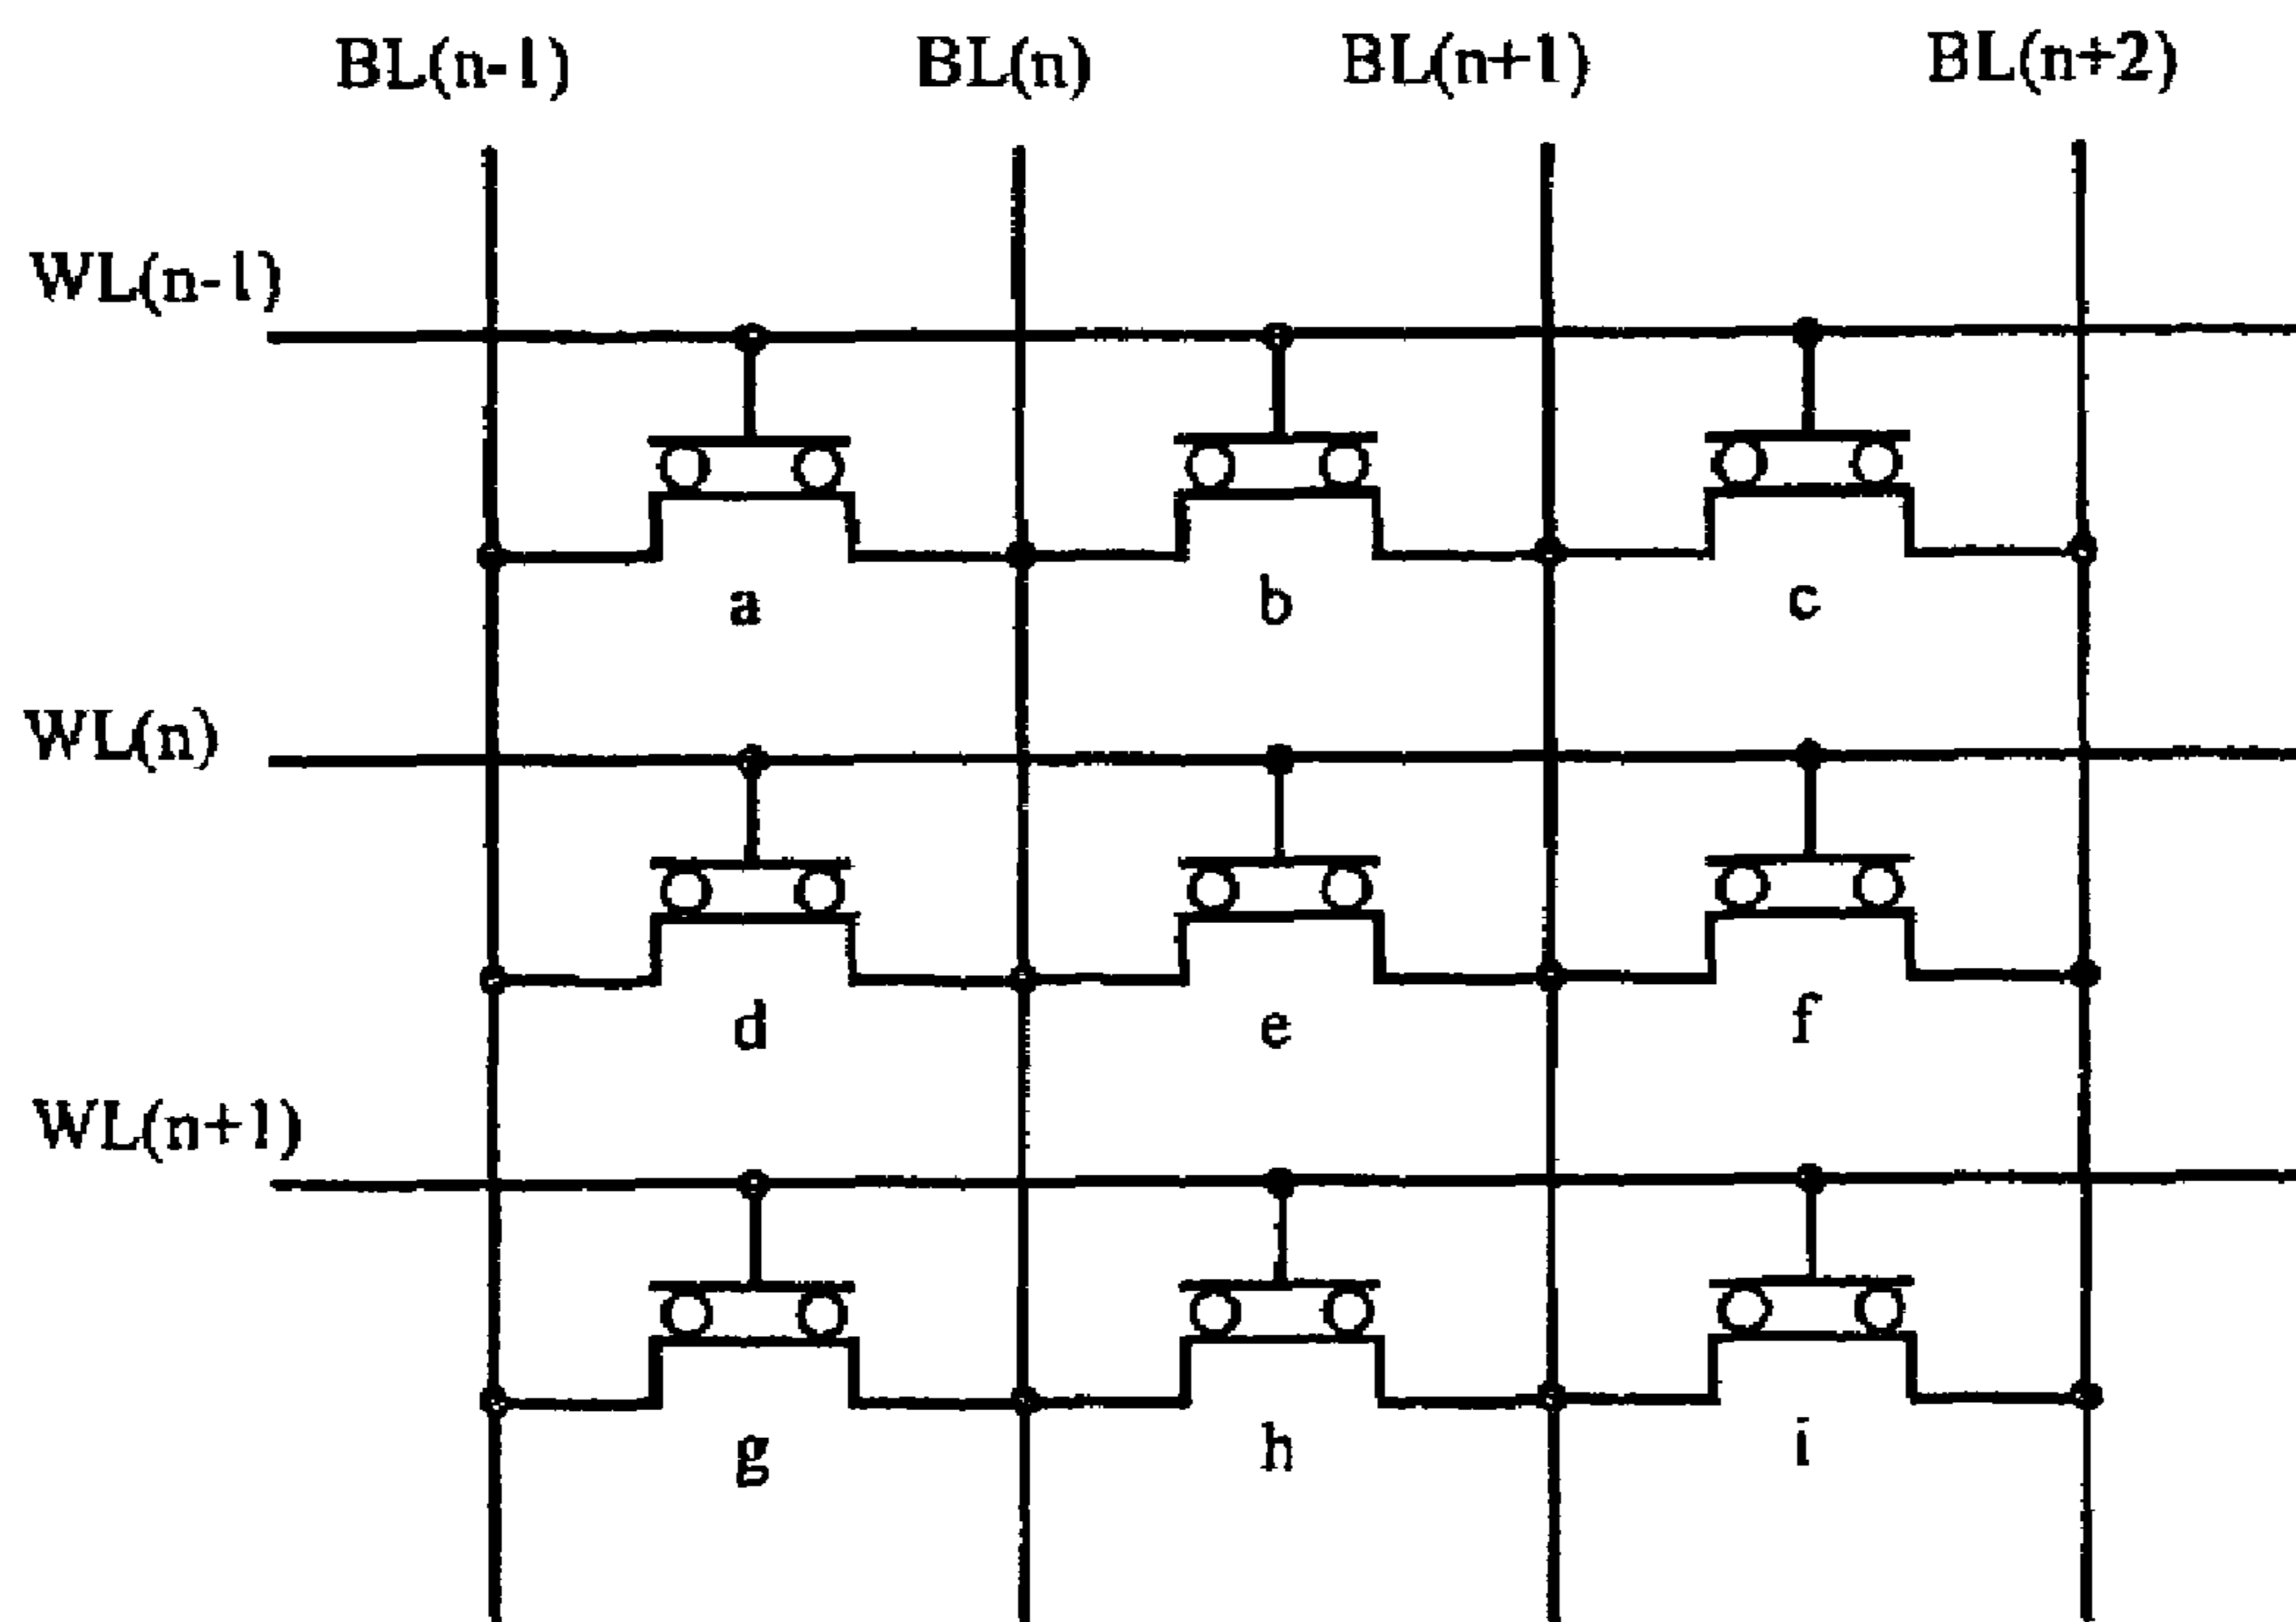 BL(n-1) BL(n) BL(n+1) BL(n+2)
WL(n-1)
a b c
WL(n)
d e f
WL(n+1)
g h i